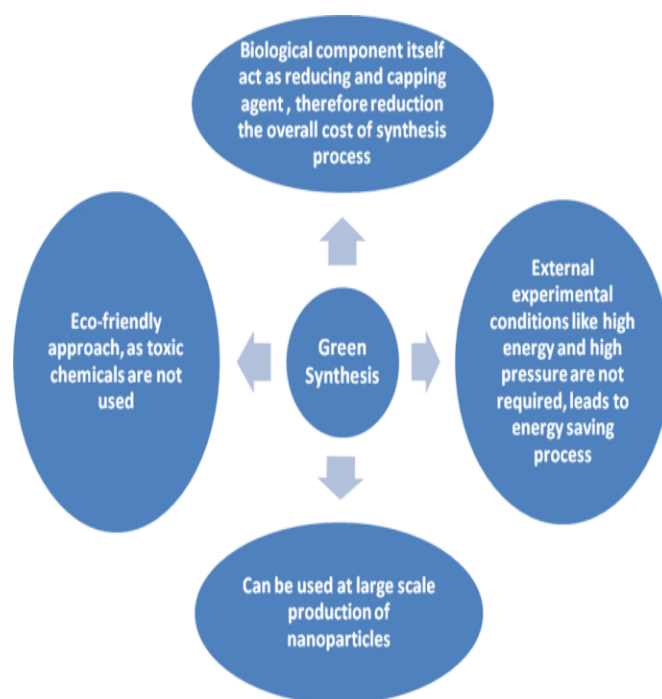 Biological component itself
act as reducing and capping
agent , therefore reduction
the overall cost of synthesis
process
Eco-friendly
approach, as toxic
chemicals are not
used
Green
Synthesis
External
experimental
conditions like high
energy and high
pressure are not
required, leads to
energy saving
process
Can be used at large scale
production of
nanoparticles